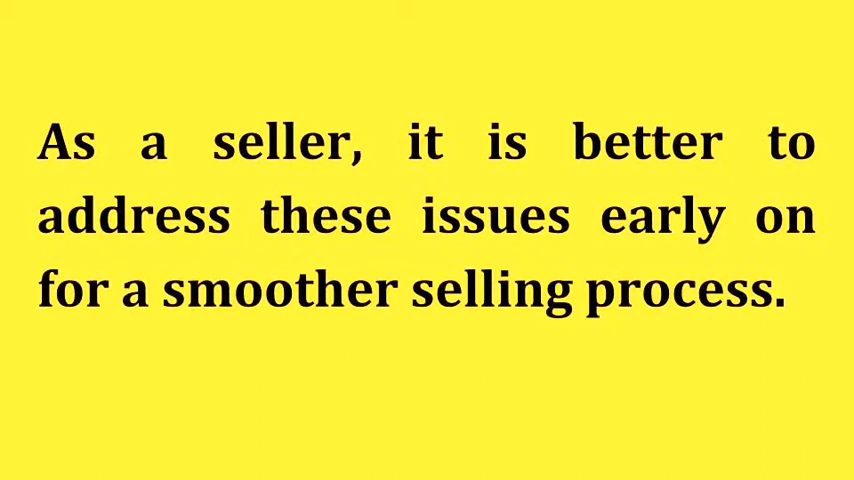 As a seller, it is better to
address these issues early on
for a smoother selling process.